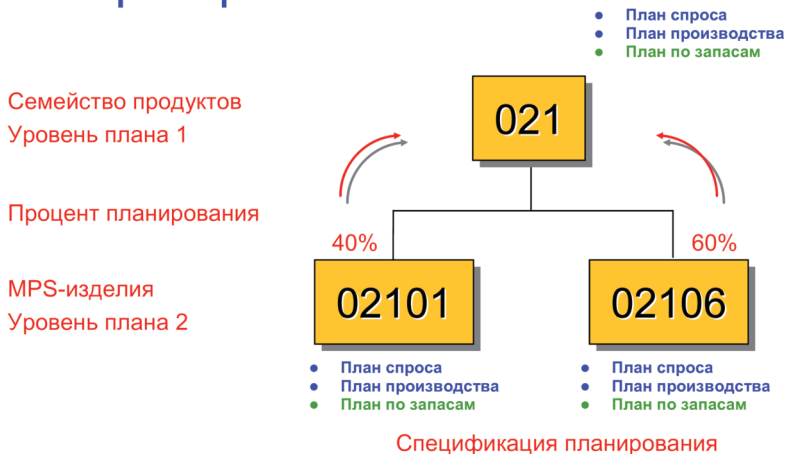 ● План спроса
● План производства
● План по запасам
Семейство продуктов
Уровень плана 1
021
Процент планирования
40%
60%
MPS-изделия
Уровень плана 2
02101
02106
● План спроса
● План производства
● План по запасам
● План спроса
● План производства
● План по запасам
Спецификация планирования